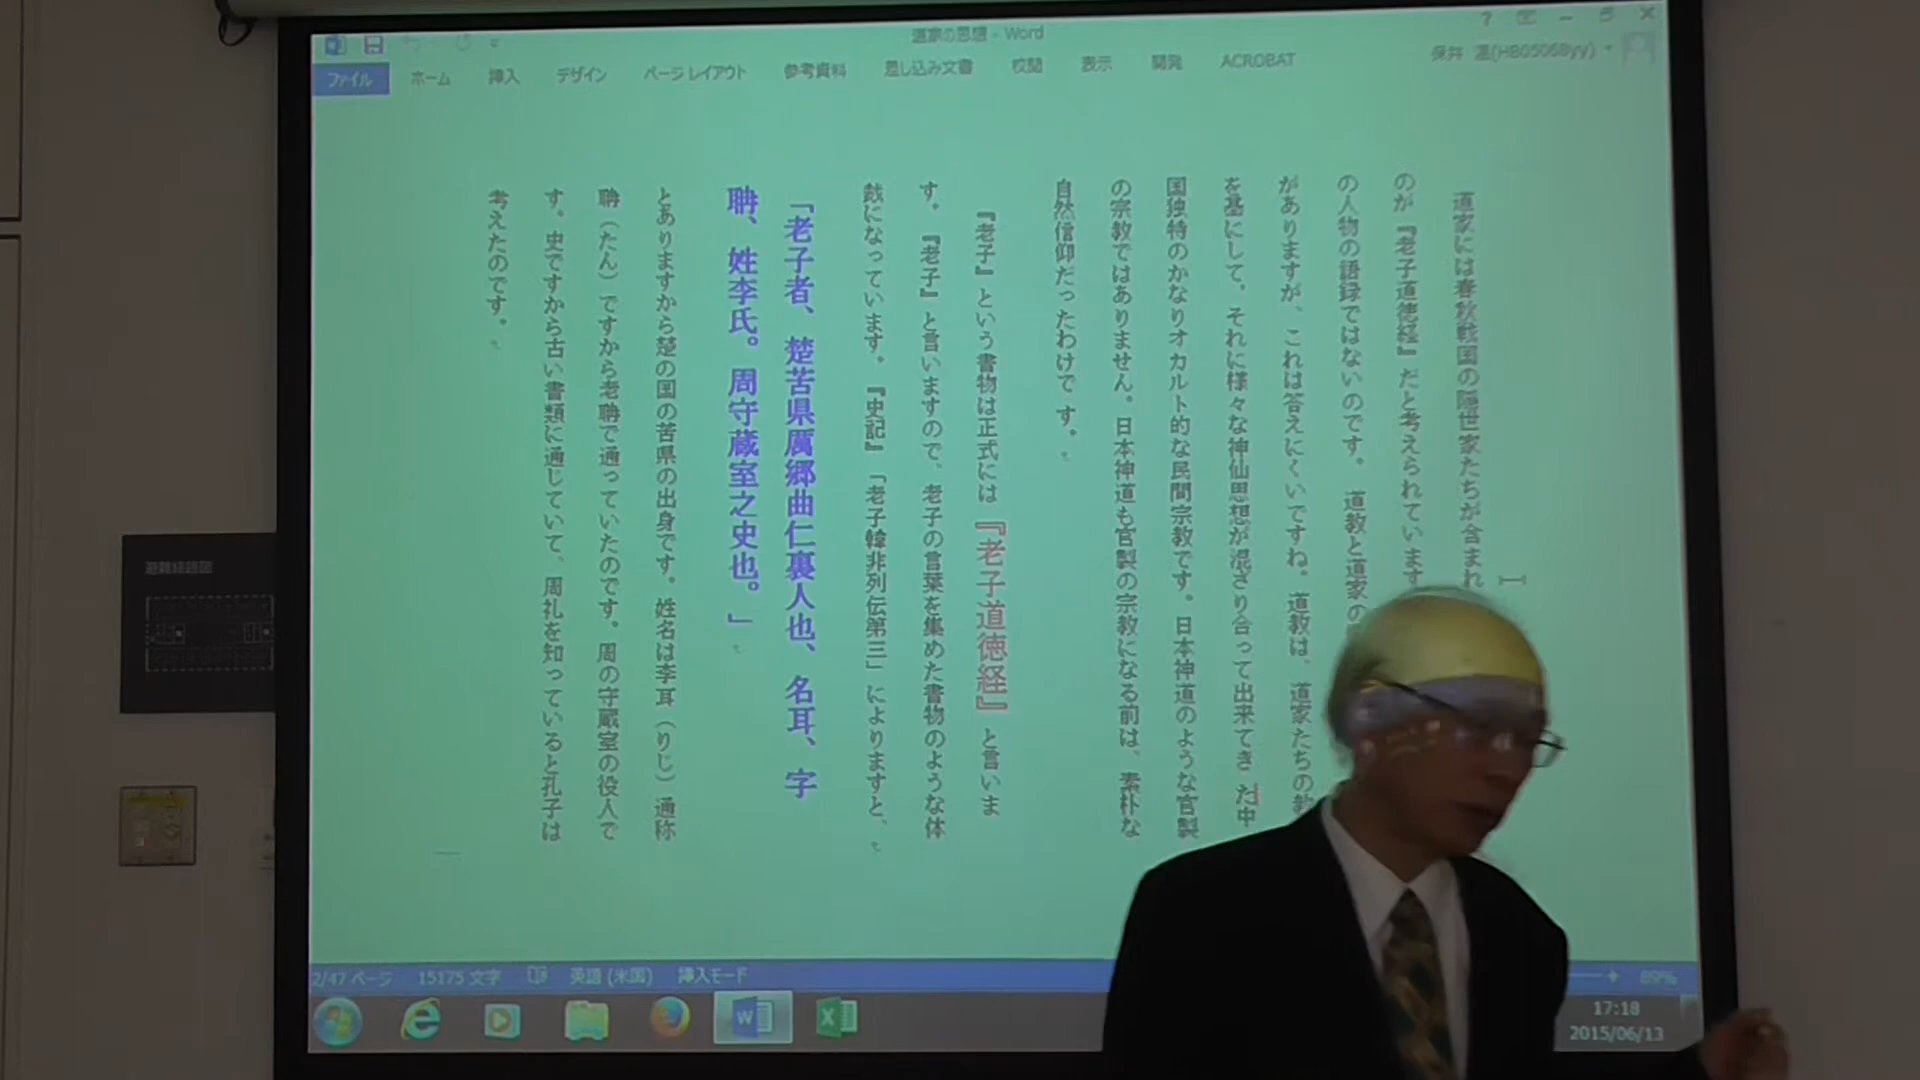 道家の思想 - Word
ファイル ホーム 挿入 デザイン ページ レイアウト 参考資料 差し込み文書 校閲 表示 開発 ACROBAT
道家には春秋戦国の隠世家たちが含まれ
のが『老子道徳経』だと考えられています
の人物の語録ではないのです。道教と道家の
がありますが、これは答えにくいですね。道教は、道家たちの教
を基にして、それに様々な神仙思想が混ざり合って出来てきた中
国独特のかなりオカルト的な民間宗教です。日本神道のような官製
の宗教ではありません。日本神道も官製の宗教になる前は、素朴な
自然信仰だったわけです。
『老子』という書物は正式には『老子道徳経』と言いま
す。『老子』と言いますので、老子の言葉を集めた書物のような体
裁になっています。『史記』「老子韓非列伝第三」によりますと、
「老子者、楚苦県厲郷曲仁裏人也、名耳、字
聃、姓李氏。周守蔵室之史也。」
とありますから楚の国の苦県の出身です。姓名は李耳（りじ）通称
聃（たん）ですから老聃で通っていたのです。周の守蔵室の役人で
す。史ですから古い書類に通じていて、周礼を知っていると孔子は
考えたのです。
2/47 ページ 15175 文字 英語 (米国) 挿入モード 89%
17:18
2015/06/13
避難経路図